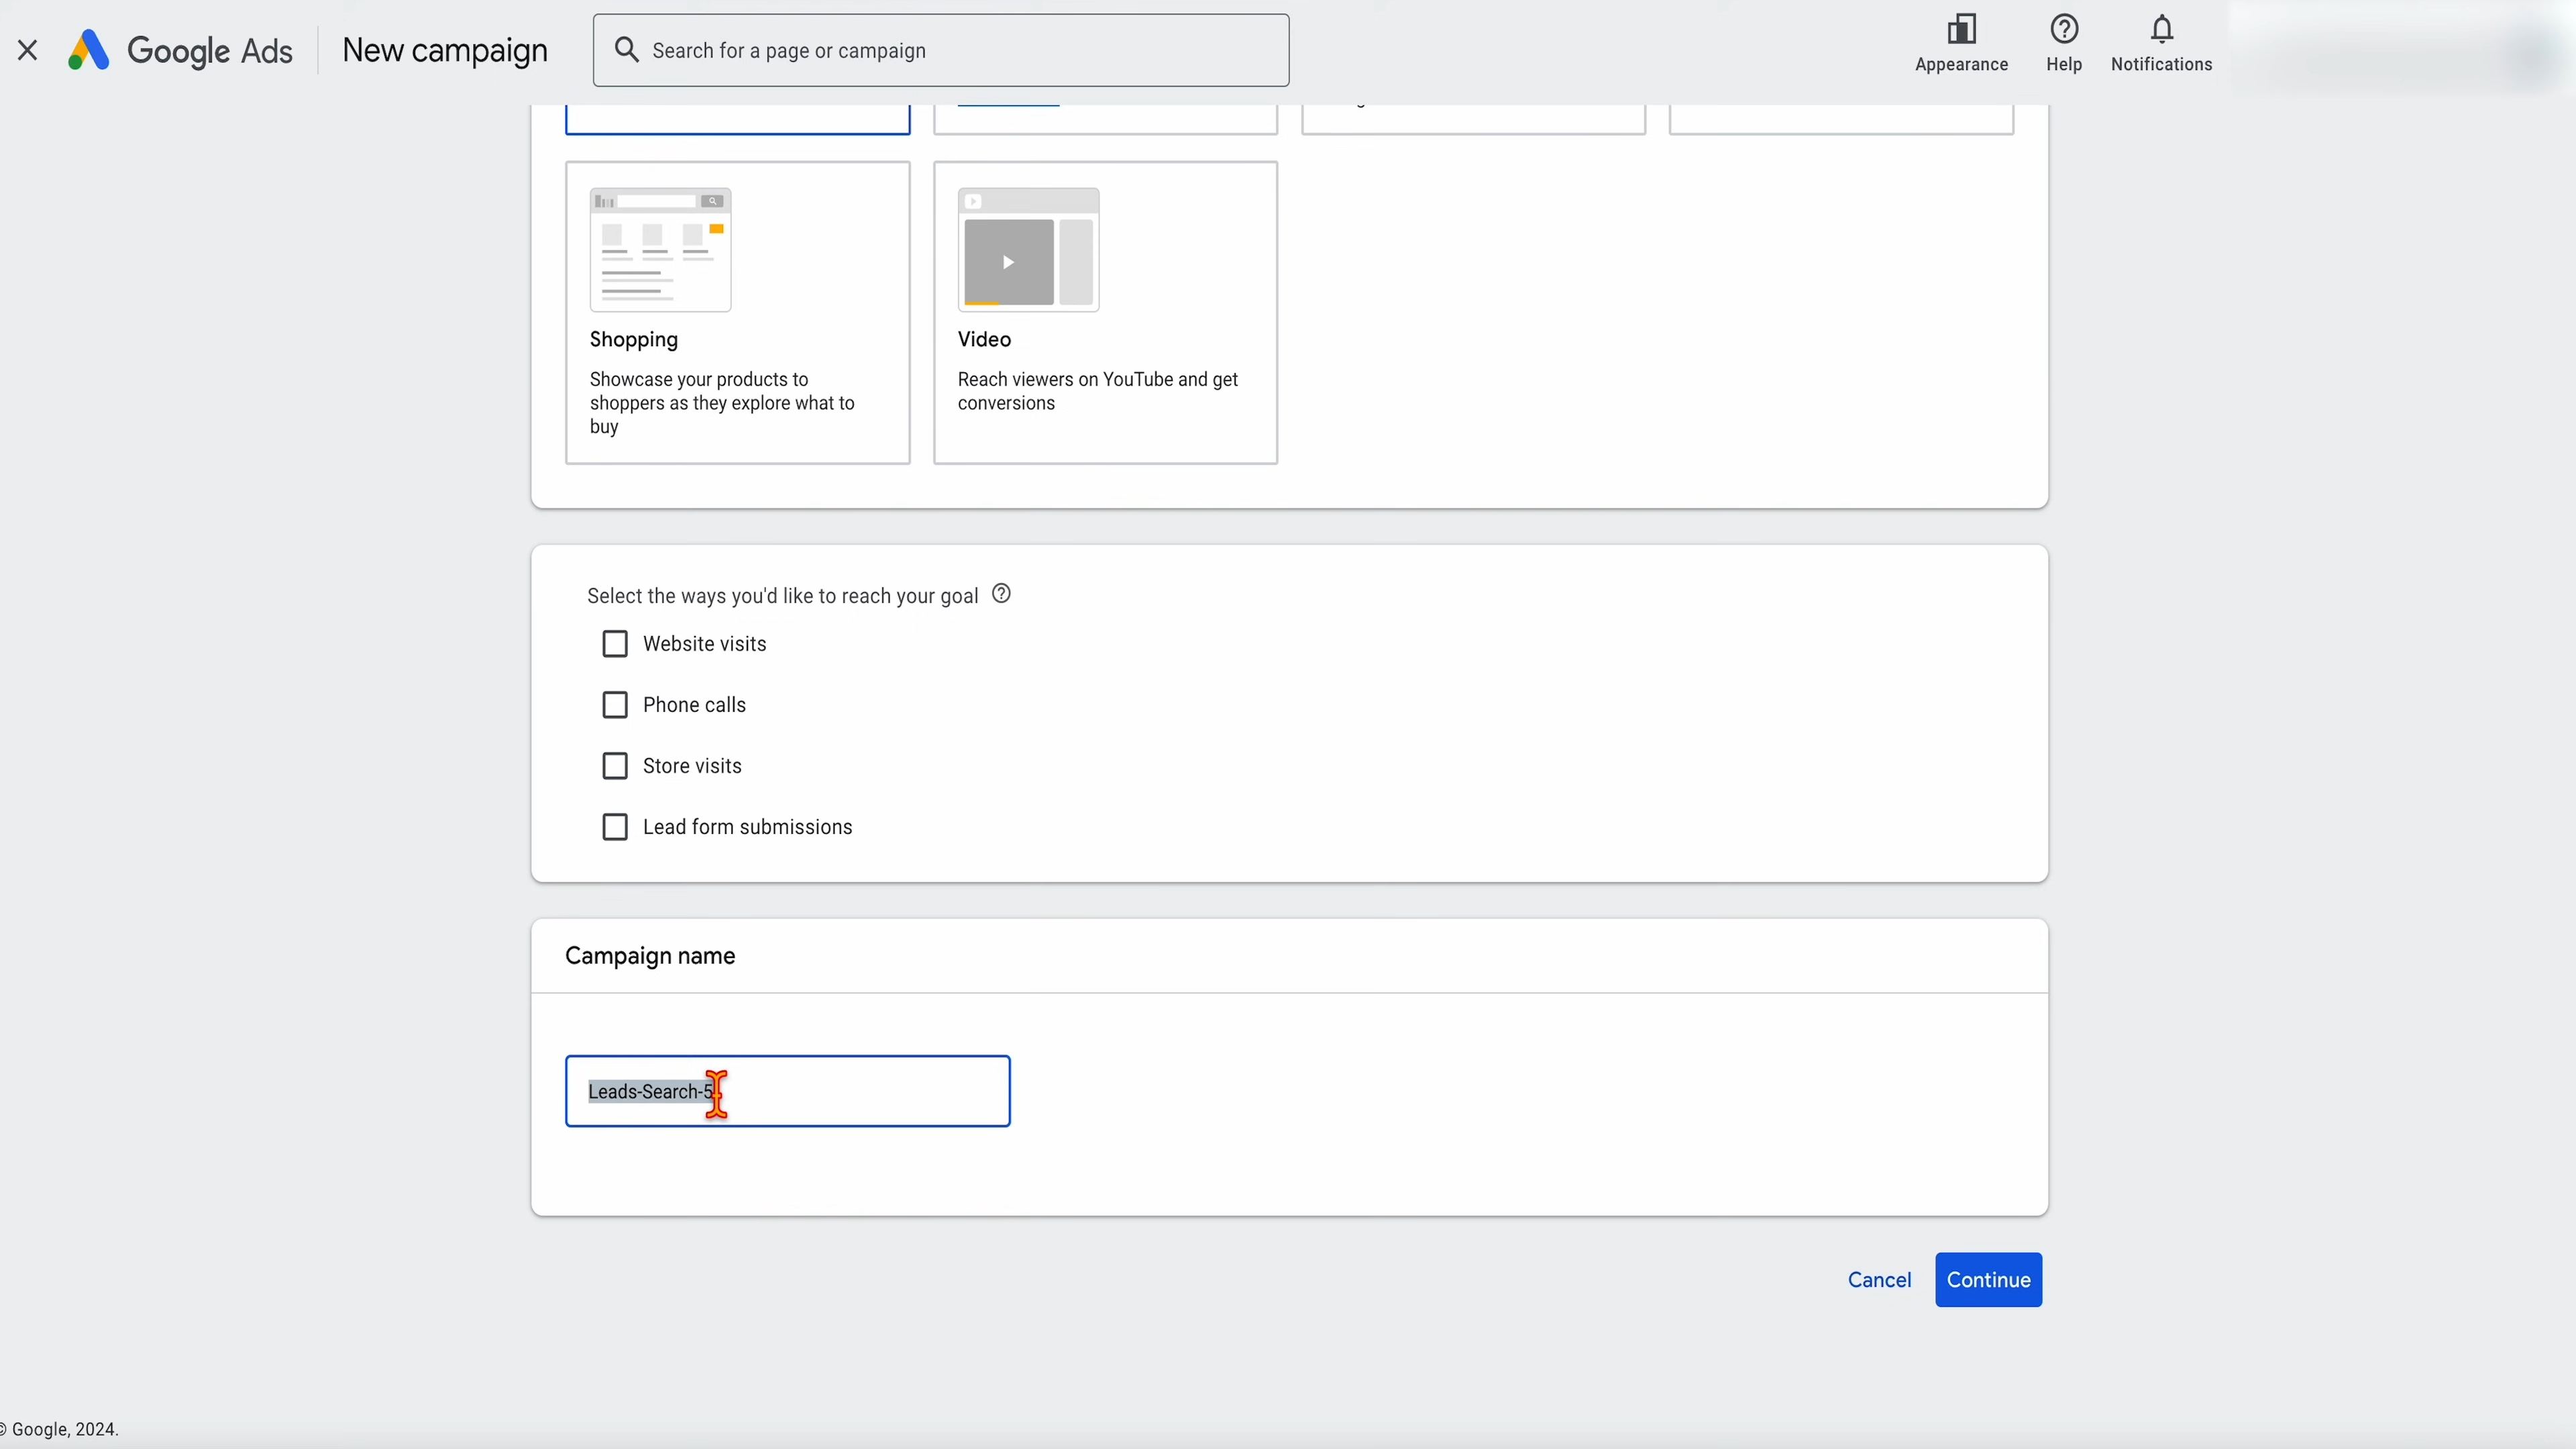 Google Ads
New campaign
Search for a page or campaign
Appearance
Help
Notifications
Shopping
Showcase your products to
shoppers as they explore what to
buy
Video
Reach viewers on YouTube and get
conversions
Select the ways you'd like to reach your goal
Website visits
Phone calls
Store visits
Lead form submissions
Campaign name
Leads-Search-5
Cancel
Continue
© Google, 2024.